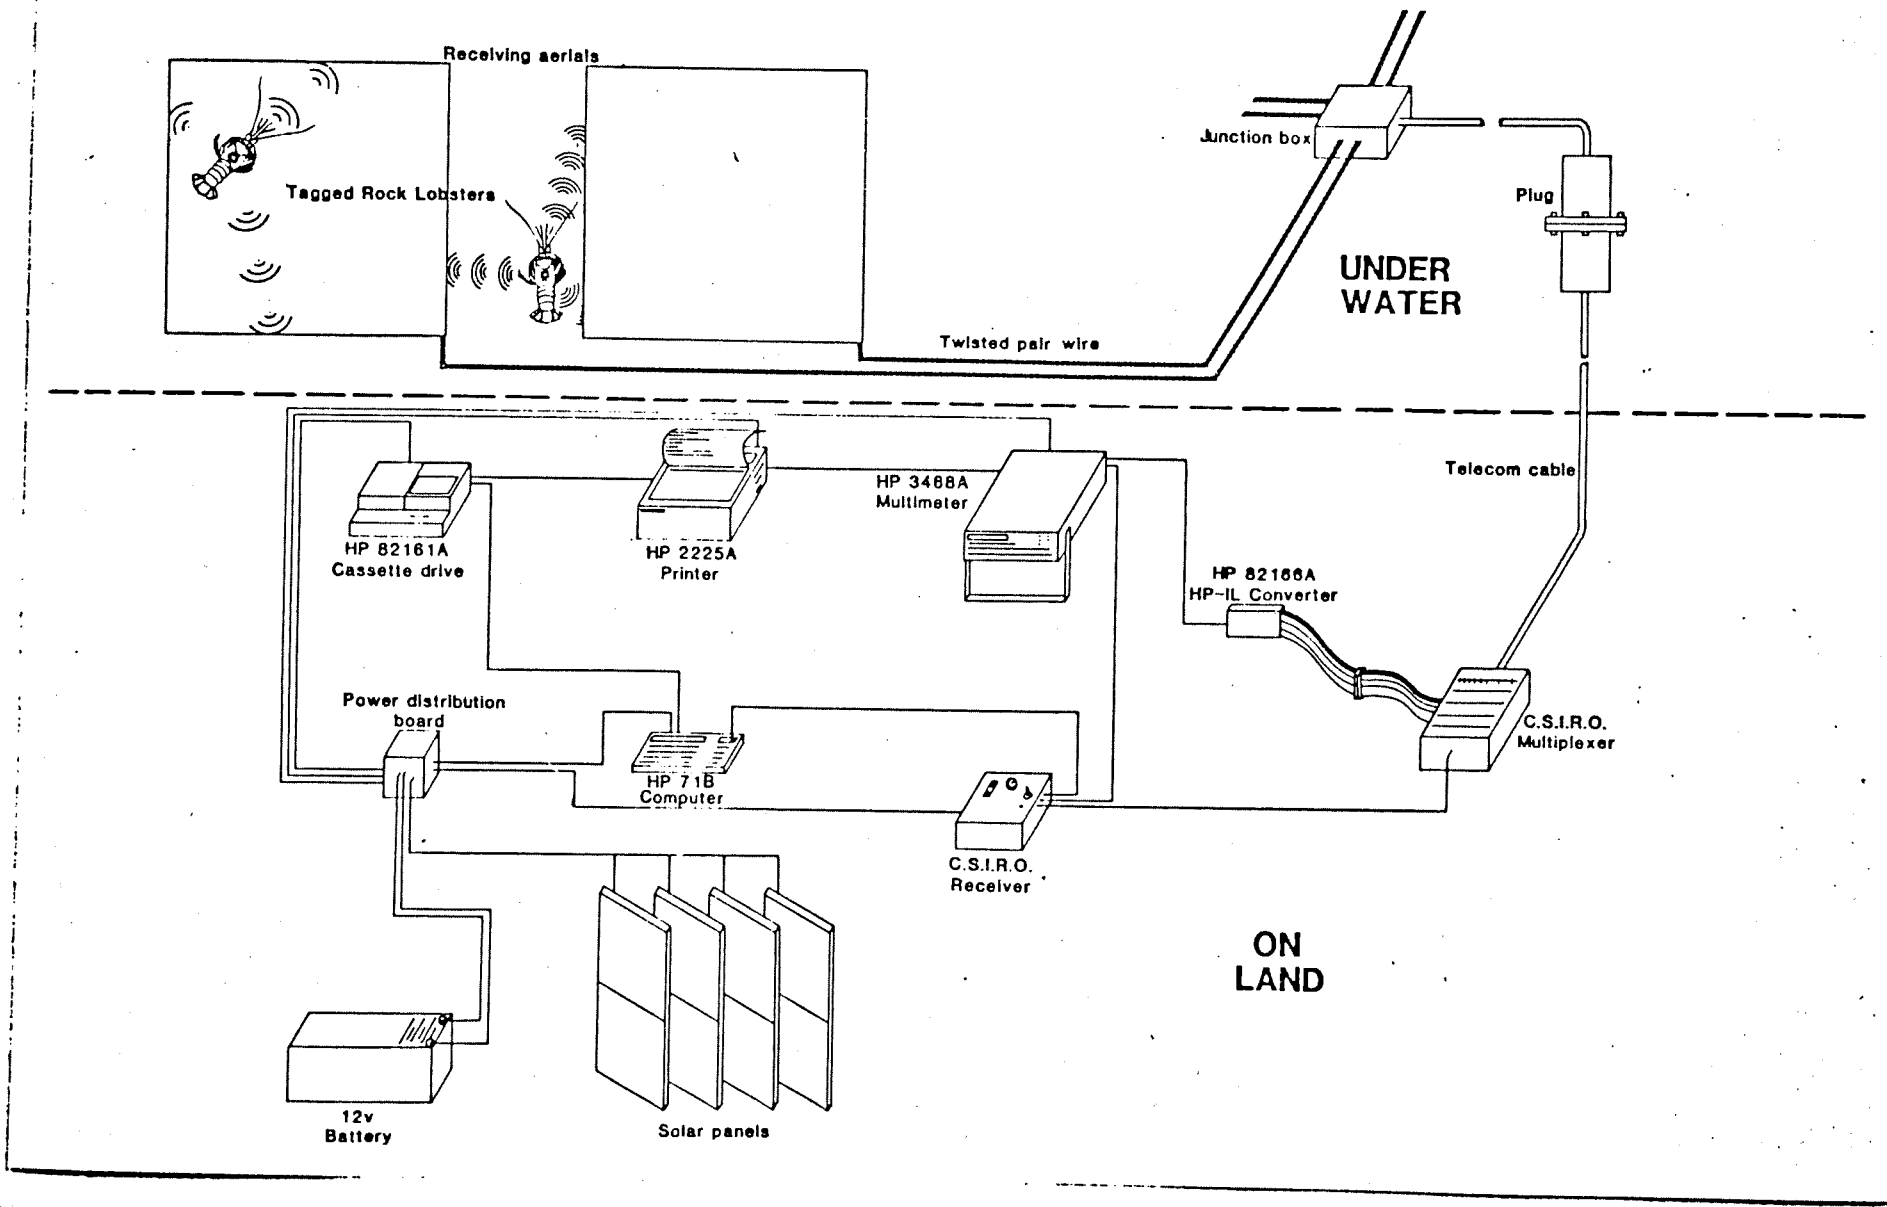 Receiving aerials
Tagged Rock Lobsters
Junction box
Plug
UNDER
WATER
Twisted pair wire
Telecom cable
HP 82161A
Cassette drive
HP 2225A
Printer
HP 3468A
Multimeter
HP 82166A
HP-IL Converter
Power distribution
board
HP 71B
Computer
C.S.I.R.O.
Multiplexer
C.S.I.R.O.
Receiver
ON
LAND
12v
Battery
Solar panels